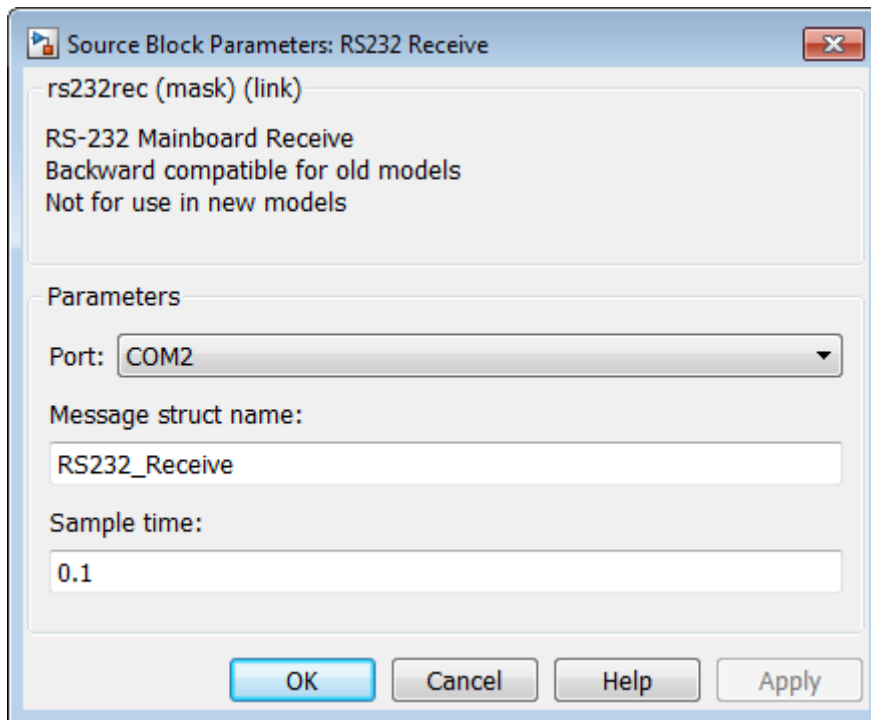 Source Block Parameters: RS232 Receive
rs232rec (mask) (link)
RS-232 Mainboard Receive
Backward compatible for old models
Not for use in new models
Parameters
Port: COM2
Message struct name:
RS232_Receive
Sample time:
0.1
OK Cancel Help Apply